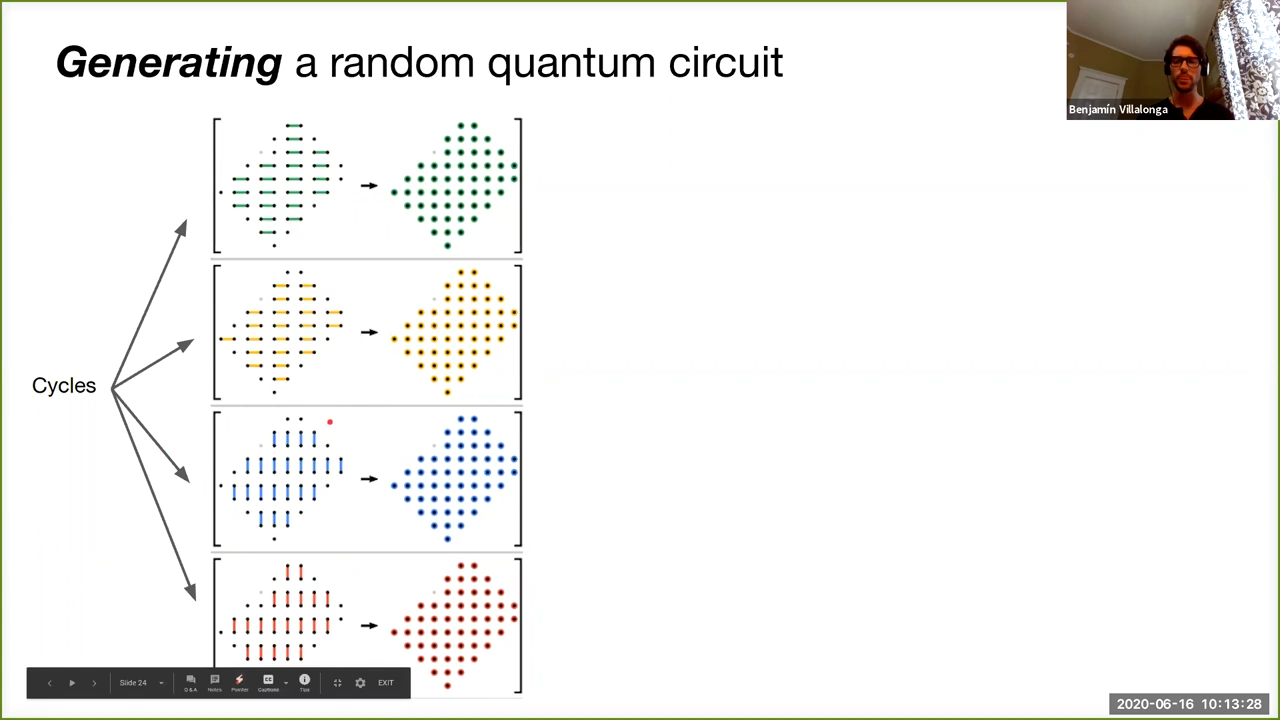 Generating a random quantum circuit
Benjamín Villalonga
Cycles
Slide 24
Q & A
Notes
Pointer
Captions
Tips
EXIT
2020-06-16 10:13:28